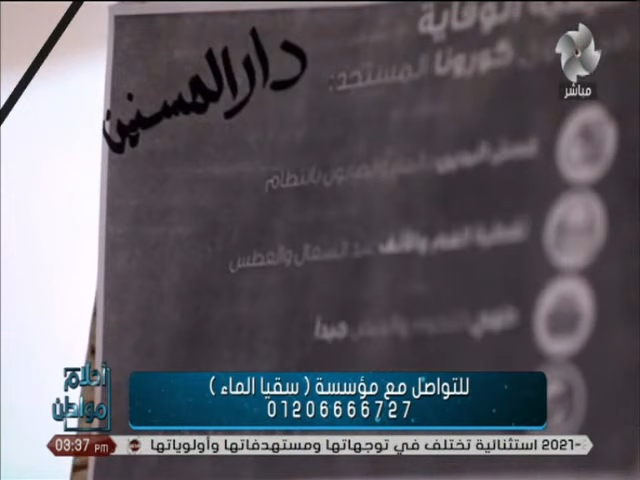 الوقاية
كورونا المستجد:
دار المسنين
مباشر
بانتظام
السعال والعطس
جيداً
للتواصل مع مؤسسة ( سقيا الماء )
01206666727
أحلام
مواطن
03:37 PM
2021- استثنائية تختلف في توجهاتها ومستهدفاتها وأولوياتها